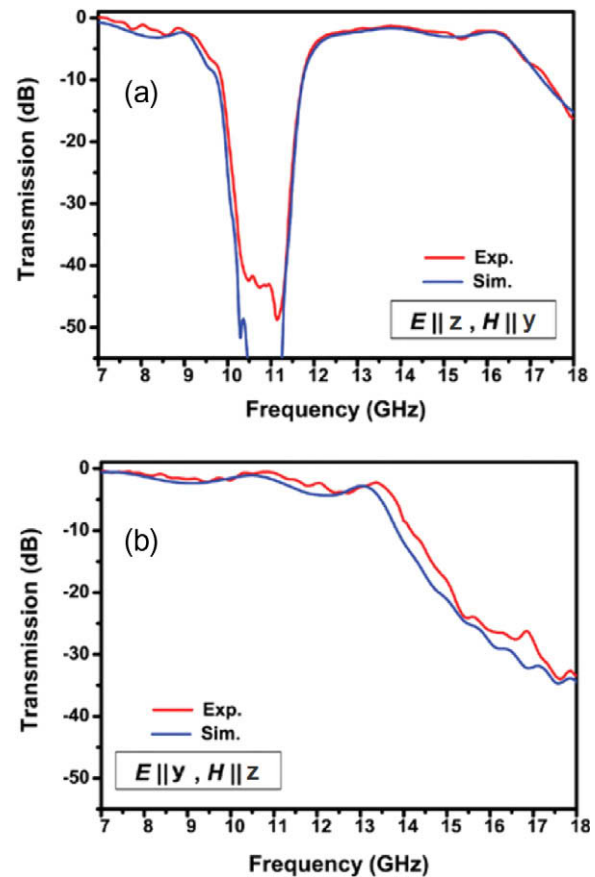 0
-10
-20
-30
-40
-50
(a)
Exp.
Sim.
E || z , H || y
7 8 9 10 11 12 13 14 15 16 17 18
Transmission (dB)
Frequency (GHz)
0
-10
-20
-30
-40
-50
(b)
Exp.
Sim.
E || y , H || z
7 8 9 10 11 12 13 14 15 16 17 18
Transmission (dB)
Frequency (GHz)